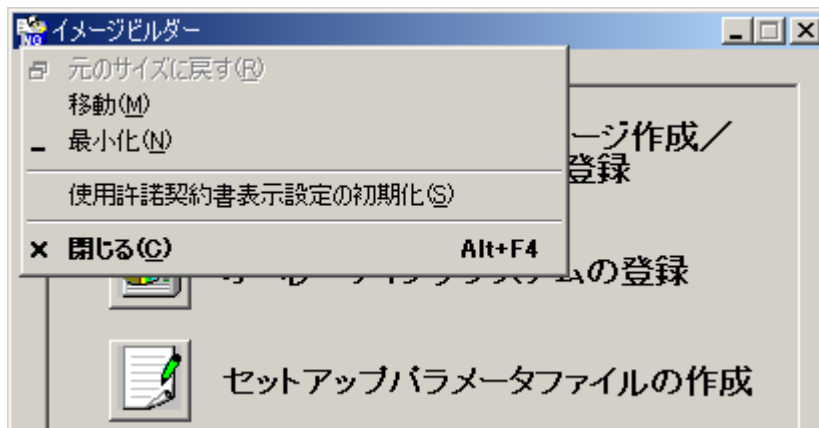 イメージビルダー
元のサイズに戻す(R)
移動(M)
最小化(N)
使用許諾契約書表示設定の初期化(S)
閉じる(C) Alt+F4
ージ作成／
登録
の登録
セットアップパラメータファイルの作成